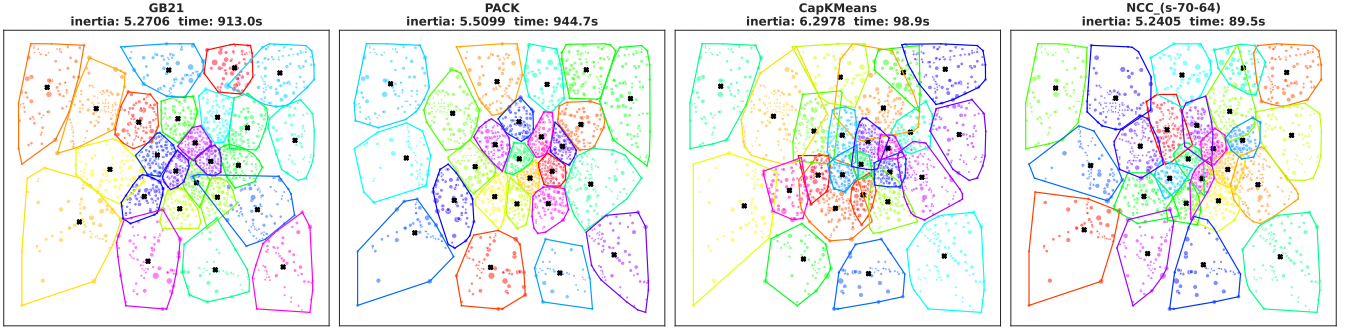 GB21
inertia: 5.2706 time: 913.0s
PACK
inertia: 5.5099 time: 944.7s
CapKMeans
inertia: 6.2978 time: 98.9s
NCC_(s-70-64)
inertia: 5.2405 time: 89.5s